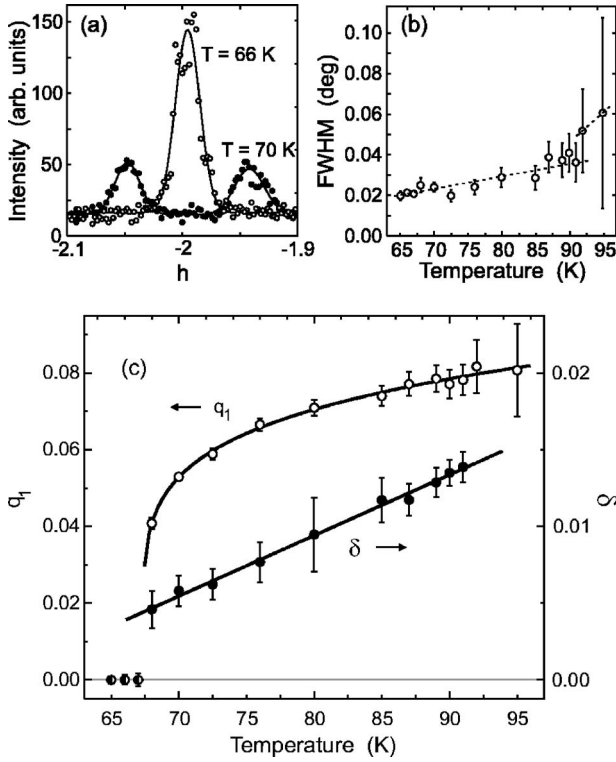 (a)
Intensity (arb. units)
150
100
50
0
T = 66 K
T = 70 K
-2.1
-2
-1.9
h
(b)
FWHM (deg)
0.10
0.08
0.06
0.04
0.02
0.00
65 70 75 80 85 90 95
Temperature (K)
(c)
q1
0.08
0.06
0.04
0.02
0.00
q1
δ
0.02
0.01
0.00
δ
65 70 75 80 85 90 95
Temperature (K)